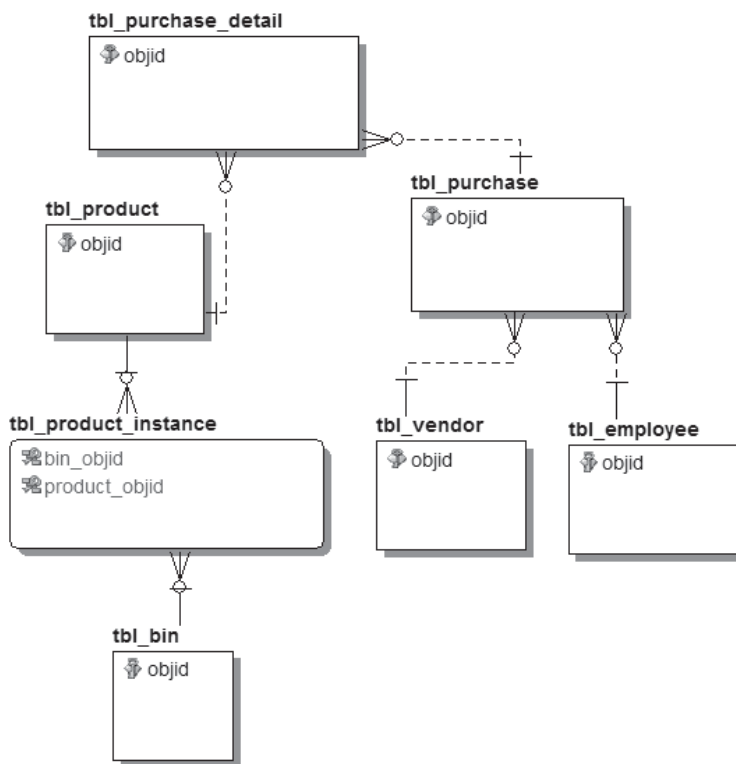 tbl_purchase_detail
objid
tbl_purchase
objid
tbl_product
objid
tbl_product_instance
bin_objid
product_objid
tbl_vendor
objid
tbl_employee
objid
tbl_bin
objid